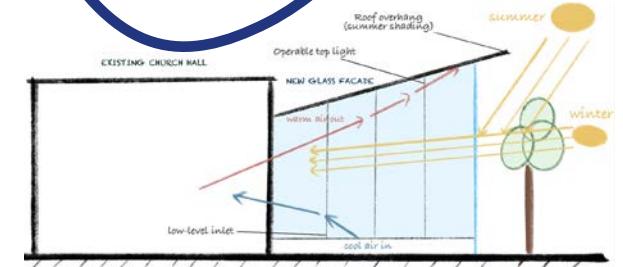 Roof overhang
(summer shading)
summer
Operable top light
EXISTING CHURCH HALL
NEW GLASS FACADE
warm air out
winter
low-level inlet
cool air in